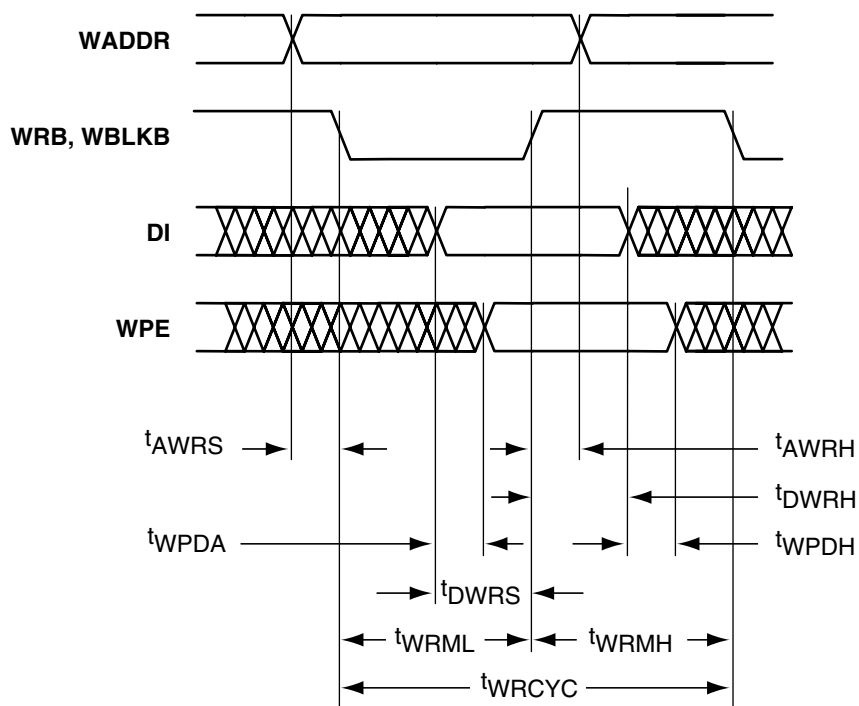 WADDR
WRB, WBLKB
DI
WPE
tAWRS
tAWRH
tDWRH
tWPDA
tWPDH
tDWRS
tWRML
tWRMH
tWRCYC